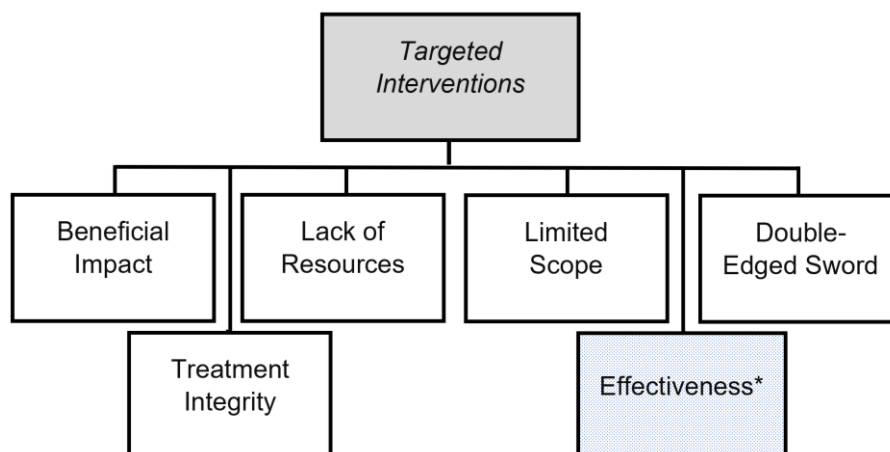 Targeted
Interventions
Beneficial
Impact
Lack of
Resources
Limited
Scope
Double-
Edged Sword
Treatment
Integrity
Effectiveness*